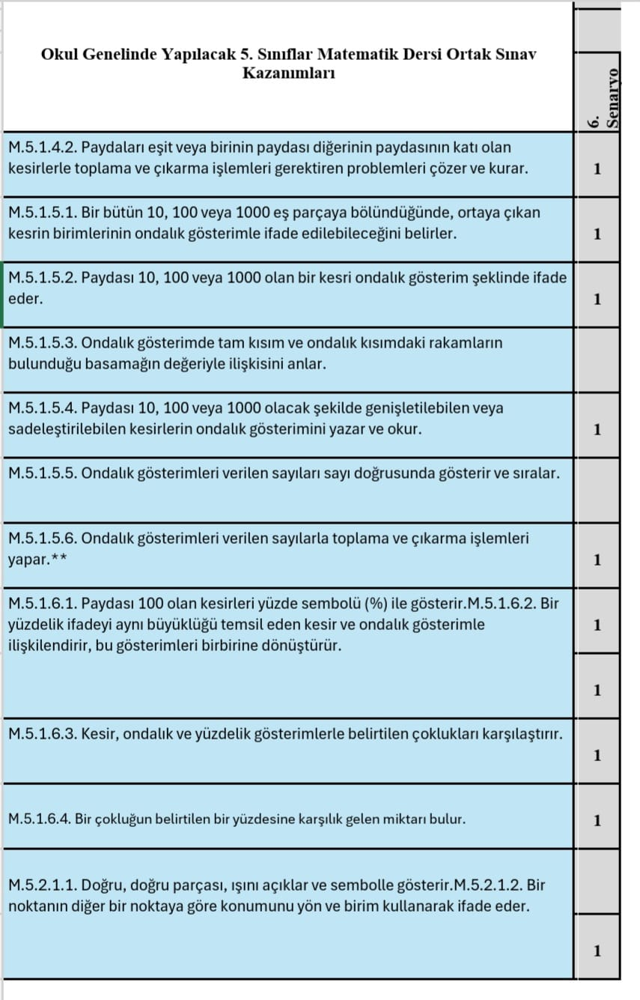 Okul Genelinde Yapılacak 5. Sınıflar Matematik Dersi Ortak Sınav
Kazanımları
6.
Senaryo
M.5.1.4.2. Paydaları eşit veya birinin paydası diğerinin paydasının katı olan
kesirlerle toplama ve çıkarma işlemleri gerektiren problemleri çözer ve kurar.
1
M.5.1.5.1. Bir bütün 10, 100 veya 1000 eş parçaya bölündüğünde, ortaya çıkan
kesrin birimlerinin ondalık gösterimle ifade edilebileceğini belirler.
1
M.5.1.5.2. Paydası 10, 100 veya 1000 olan bir kesri ondalık gösterim şeklinde ifade
eder.
1
M.5.1.5.3. Ondalık gösterimde tam kısım ve ondalık kısımdaki rakamların
bulunduğu basamağın değeriyle ilişkisini anlar.
M.5.1.5.4. Paydası 10, 100 veya 1000 olacak şekilde genişletilebilen veya
sadeleştirilebilen kesirlerin ondalık gösterimini yazar ve okur.
1
M.5.1.5.5. Ondalık gösterimleri verilen sayıları sayı doğrusunda gösterir ve sıralar.
M.5.1.5.6. Ondalık gösterimleri verilen sayılarla toplama ve çıkarma işlemleri
yapar.**
1
M.5.1.6.1. Paydası 100 olan kesirleri yüzde sembolü (%) ile gösterir.M.5.1.6.2. Bir
yüzdelik ifadeyi aynı büyüklüğü temsil eden kesir ve ondalık gösterimle
ilişkilendirir, bu gösterimleri birbirine dönüştürür.
1
1
M.5.1.6.3. Kesir, ondalık ve yüzdelik gösterimlerle belirtilen çoklukları karşılaştırır.
1
M.5.1.6.4. Bir çokluğun belirtilen bir yüzdesine karşılık gelen miktarı bulur.
1
M.5.2.1.1. Doğru, doğru parçası, ışını açıklar ve sembolle gösterir.M.5.2.1.2. Bir
noktanın diğer bir noktaya göre konumunu yön ve birim kullanarak ifade eder.
1